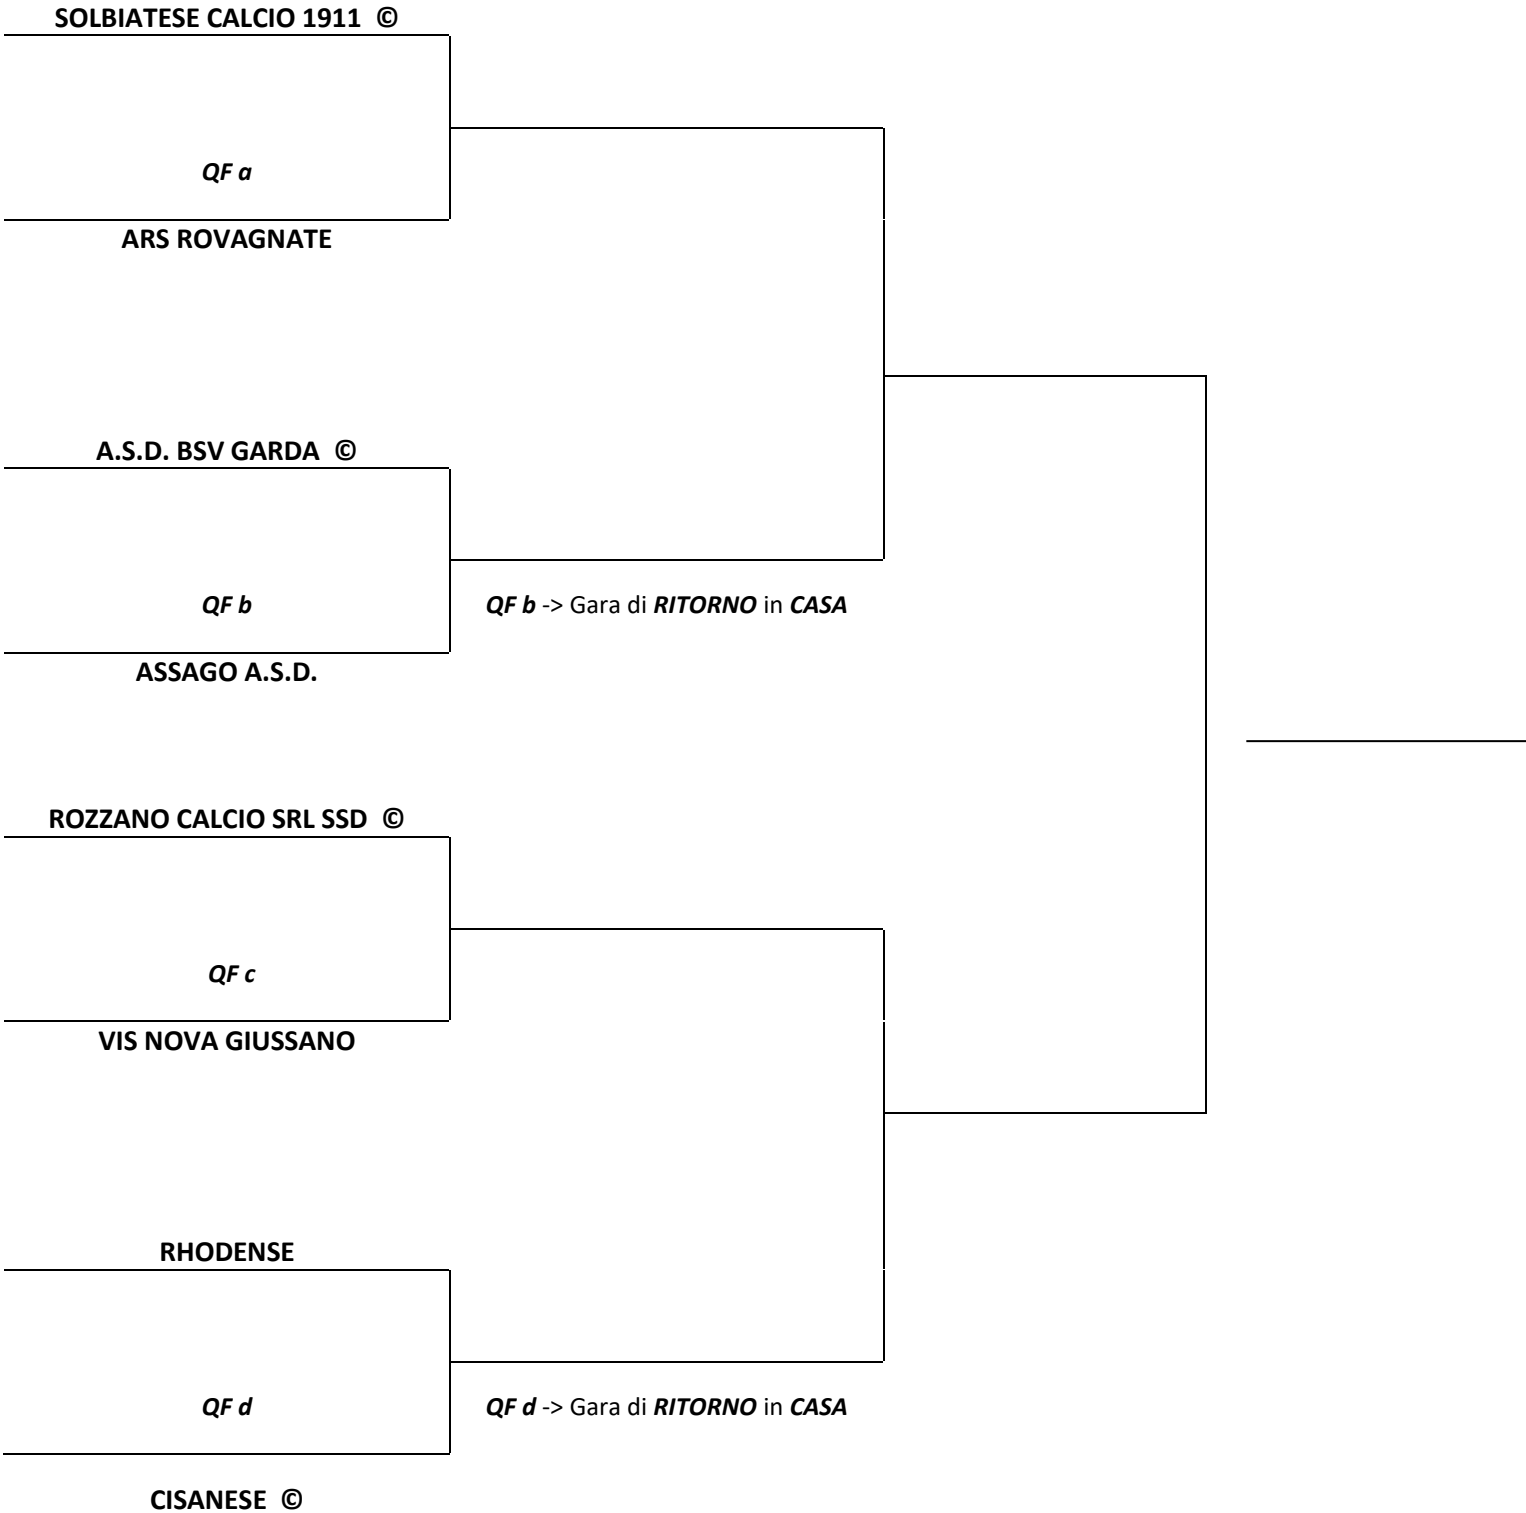 SOLBIATESE CALCIO 1911 ©
QF a
ARS ROVAGNATE
A.S.D. BSV GARDA ©
QF b
QF b -> Gara di RITORNO in CASA
ASSAGO A.S.D.
ROZZANO CALCIO SRL SSD ©
QF c
VIS NOVA GIUSSANO
RHODENSE
QF d
QF d -> Gara di RITORNO in CASA
CISANESE ©